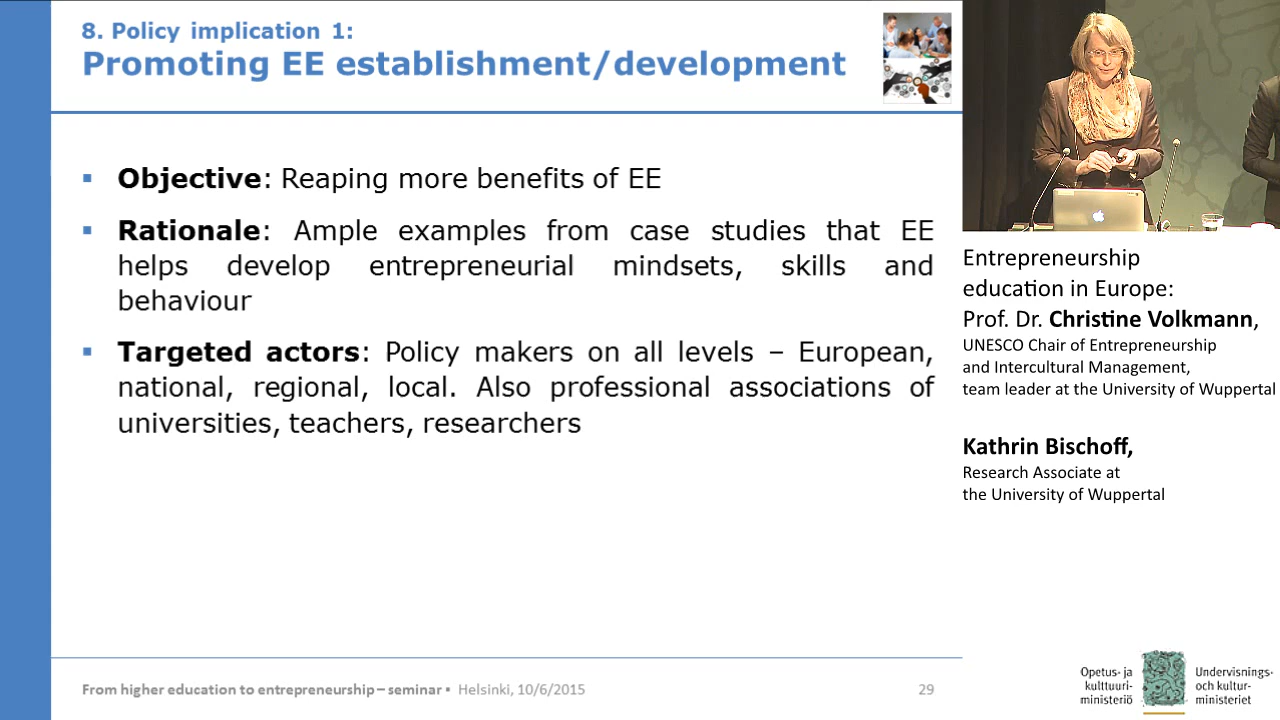 8. Policy implication 1:
Promoting EE establishment/development
▪ Objective: Reaping more benefits of EE
▪ Rationale: Ample examples from case studies that EE
helps develop entrepreneurial mindsets, skills and
behaviour
▪ Targeted actors: Policy makers on all levels – European,
national, regional, local. Also professional associations of
universities, teachers, researchers
From higher education to entrepreneurship – seminar ▪ Helsinki, 10/6/2015
29
Entrepreneurship
education in Europe:
Prof. Dr. Christine Volkmann,
UNESCO Chair of Entrepreneurship
and Intercultural Management,
team leader at the University of Wuppertal
Kathrin Bischoff,
Research Associate at
the University of Wuppertal
Opetus- ja
kulttuuri-
ministeriö
Undervisnings-
och kultur-
ministeriet